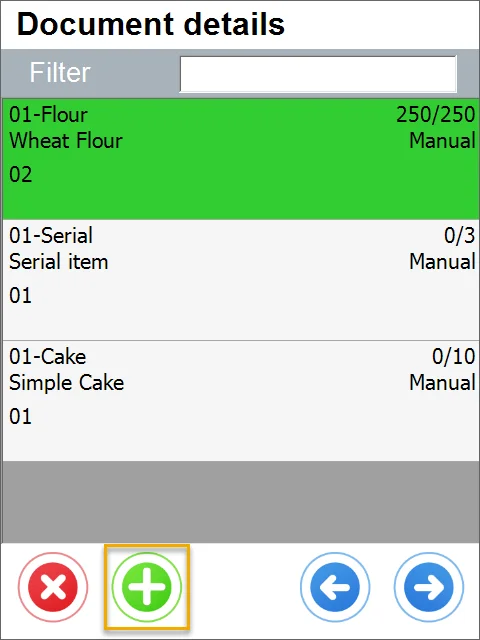 Document details
Filter
01-Flour 250/250
Wheat Flour Manual
02
01-Serial 0/3
Serial item Manual
01
01-Cake 0/10
Simple Cake Manual
01